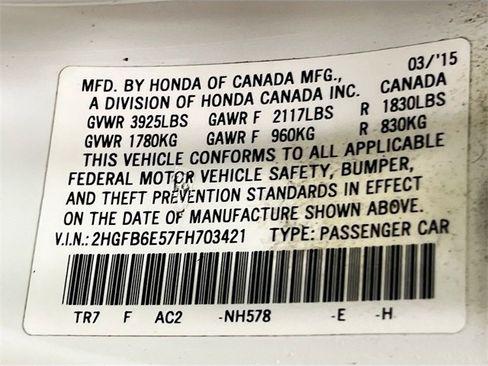 03/'15
MFD. BY HONDA OF CANADA MFG., CANADA
A DIVISION OF HONDA CANADA INC.
GVWR 3925LBS GAWR F 2117LBS R 1830LBS
GVWR 1780KG GAWR F 960KG R 830KG
THIS VEHICLE CONFORMS TO ALL APPLICABLE
FEDERAL MOTOR VEHICLE SAFETY, BUMPER,
AND THEFT PREVENTION STANDARDS IN EFFECT
ON THE DATE OF MANUFACTURE SHOWN ABOVE.
V.I.N.: 2HGFB6E57FH703421 TYPE: PASSENGER CAR
TR7 F AC2 -NH578 -E -H